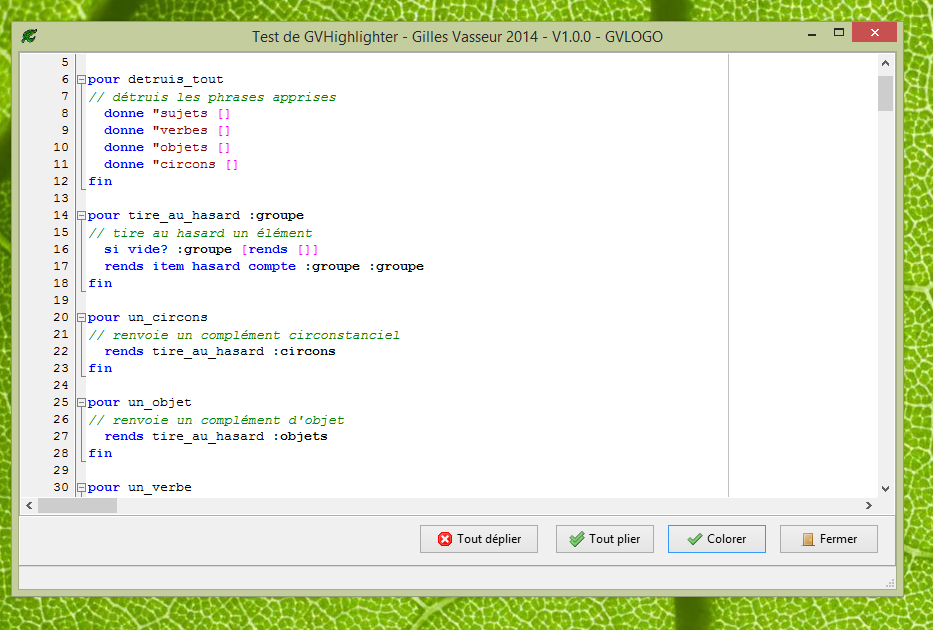 Test de GVHighlighter - Gilles Vasseur 2014 - V1.0.0 - GVLOGO
5
6 pour detruis_tout
7 // détruis les phrases apprises
8 donne "sujets []
9 donne "verbes []
10 donne "objets []
11 donne "circons []
12 fin
13
14 pour tire_au_hasard :groupe
15 // tire au hasard un élément
16 si vide? :groupe [rends []]
17 rends item hasard compte :groupe :groupe
18 fin
19
20 pour un_circons
21 // renvoie un complément circonstanciel
22 rends tire_au_hasard :circons
23 fin
24
25 pour un_objet
26 // renvoie un complément d'objet
27 rends tire_au_hasard :objets
28 fin
29
30 pour un_verbe
Tout déplier Tout plier Colorer Fermer